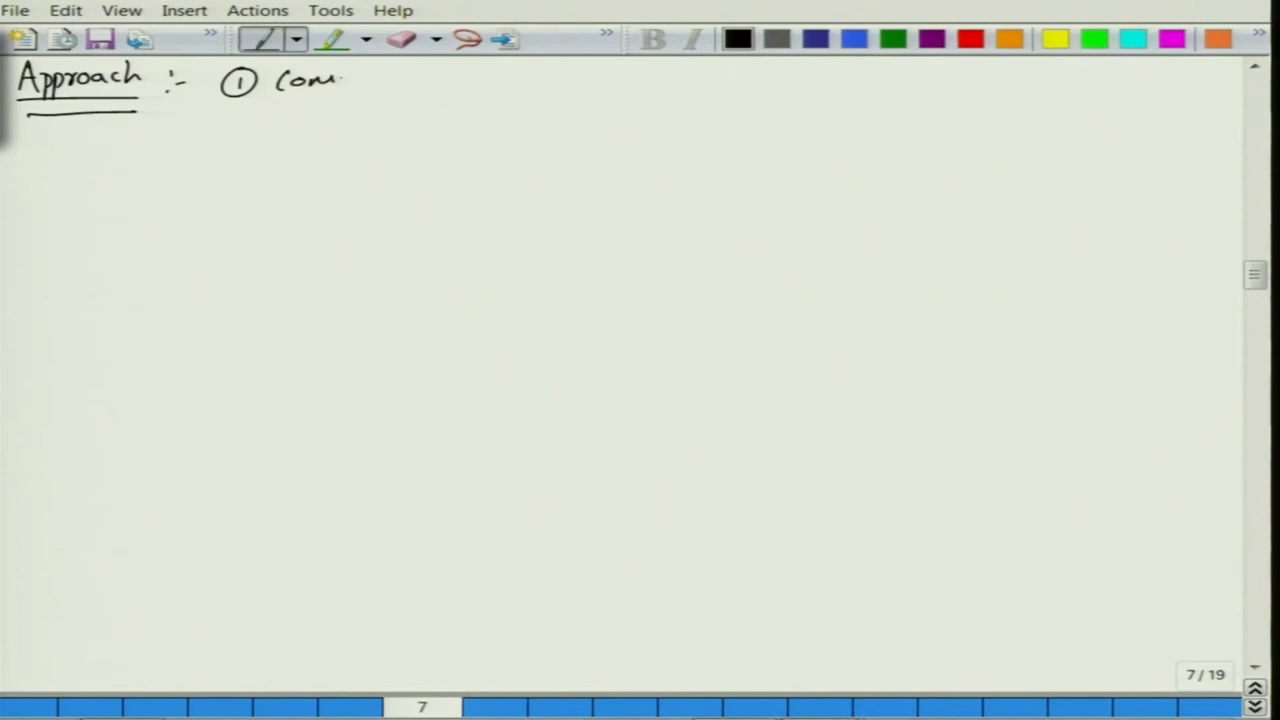 File Edit View Insert Actions Tools Help
B I
Approach :- ① Com
7 / 19
7